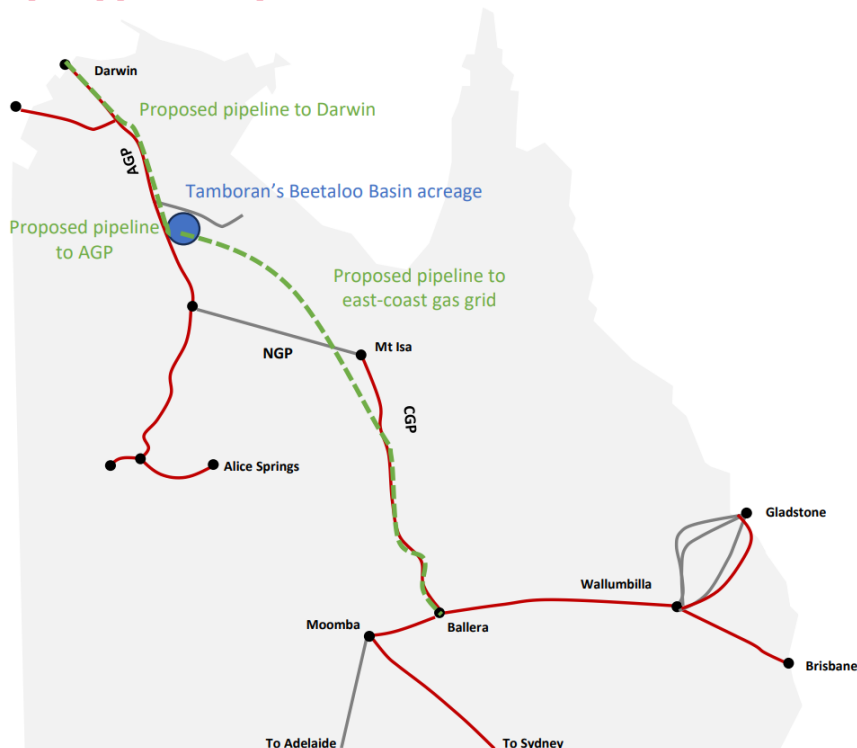 Darwin
Proposed pipeline to Darwin
AGP
Tamboran's Beetaloo Basin acreage
Proposed pipeline
to AGP
Proposed pipeline to
east-coast gas grid
NGP
Mt Isa
CGP
Alice Springs
Gladstone
Wallumbilla
Moomba
Ballera
Brisbane
To Adelaide
To Sydney